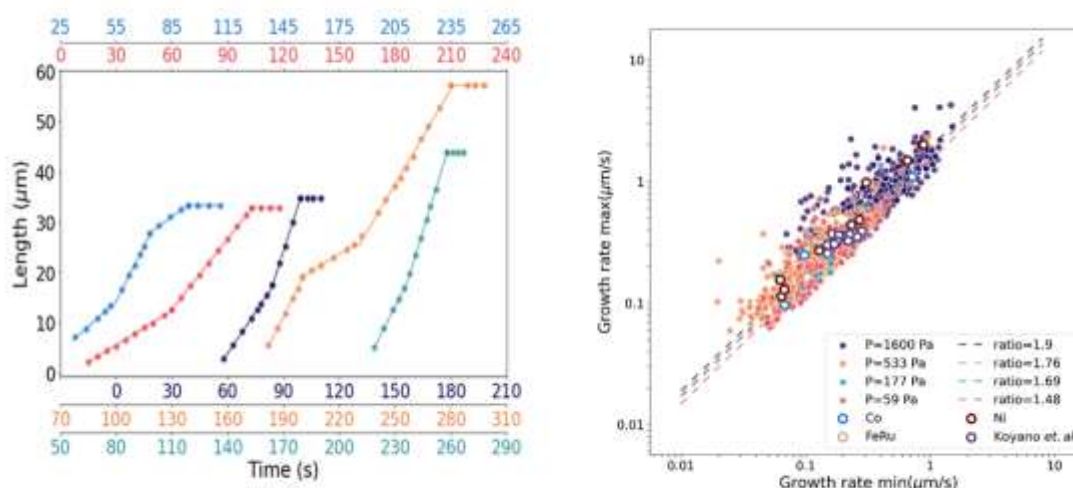 25 55 85 115 145 175 205 235 265
0 30 60 90 120 150 180 210 240
60
50
40
30
20
10
0
Length (μm)
0 30 60 90 120 150 180 210
70 100 130 160 190 220 250 280 310
50 80 110 140 170 200 230 260 290
Time (s)
10
1
0.1
0.01
Growth rate max(μm/s)
P=1600 Pa
P=533 Pa
P=177 Pa
P=59 Pa
Co
FeRu
ratio=1.9
ratio=1.76
ratio=1.69
ratio=1.48
Ni
Koyano et. al
0.01 0.1 1 10
Growth rate min(μm/s)